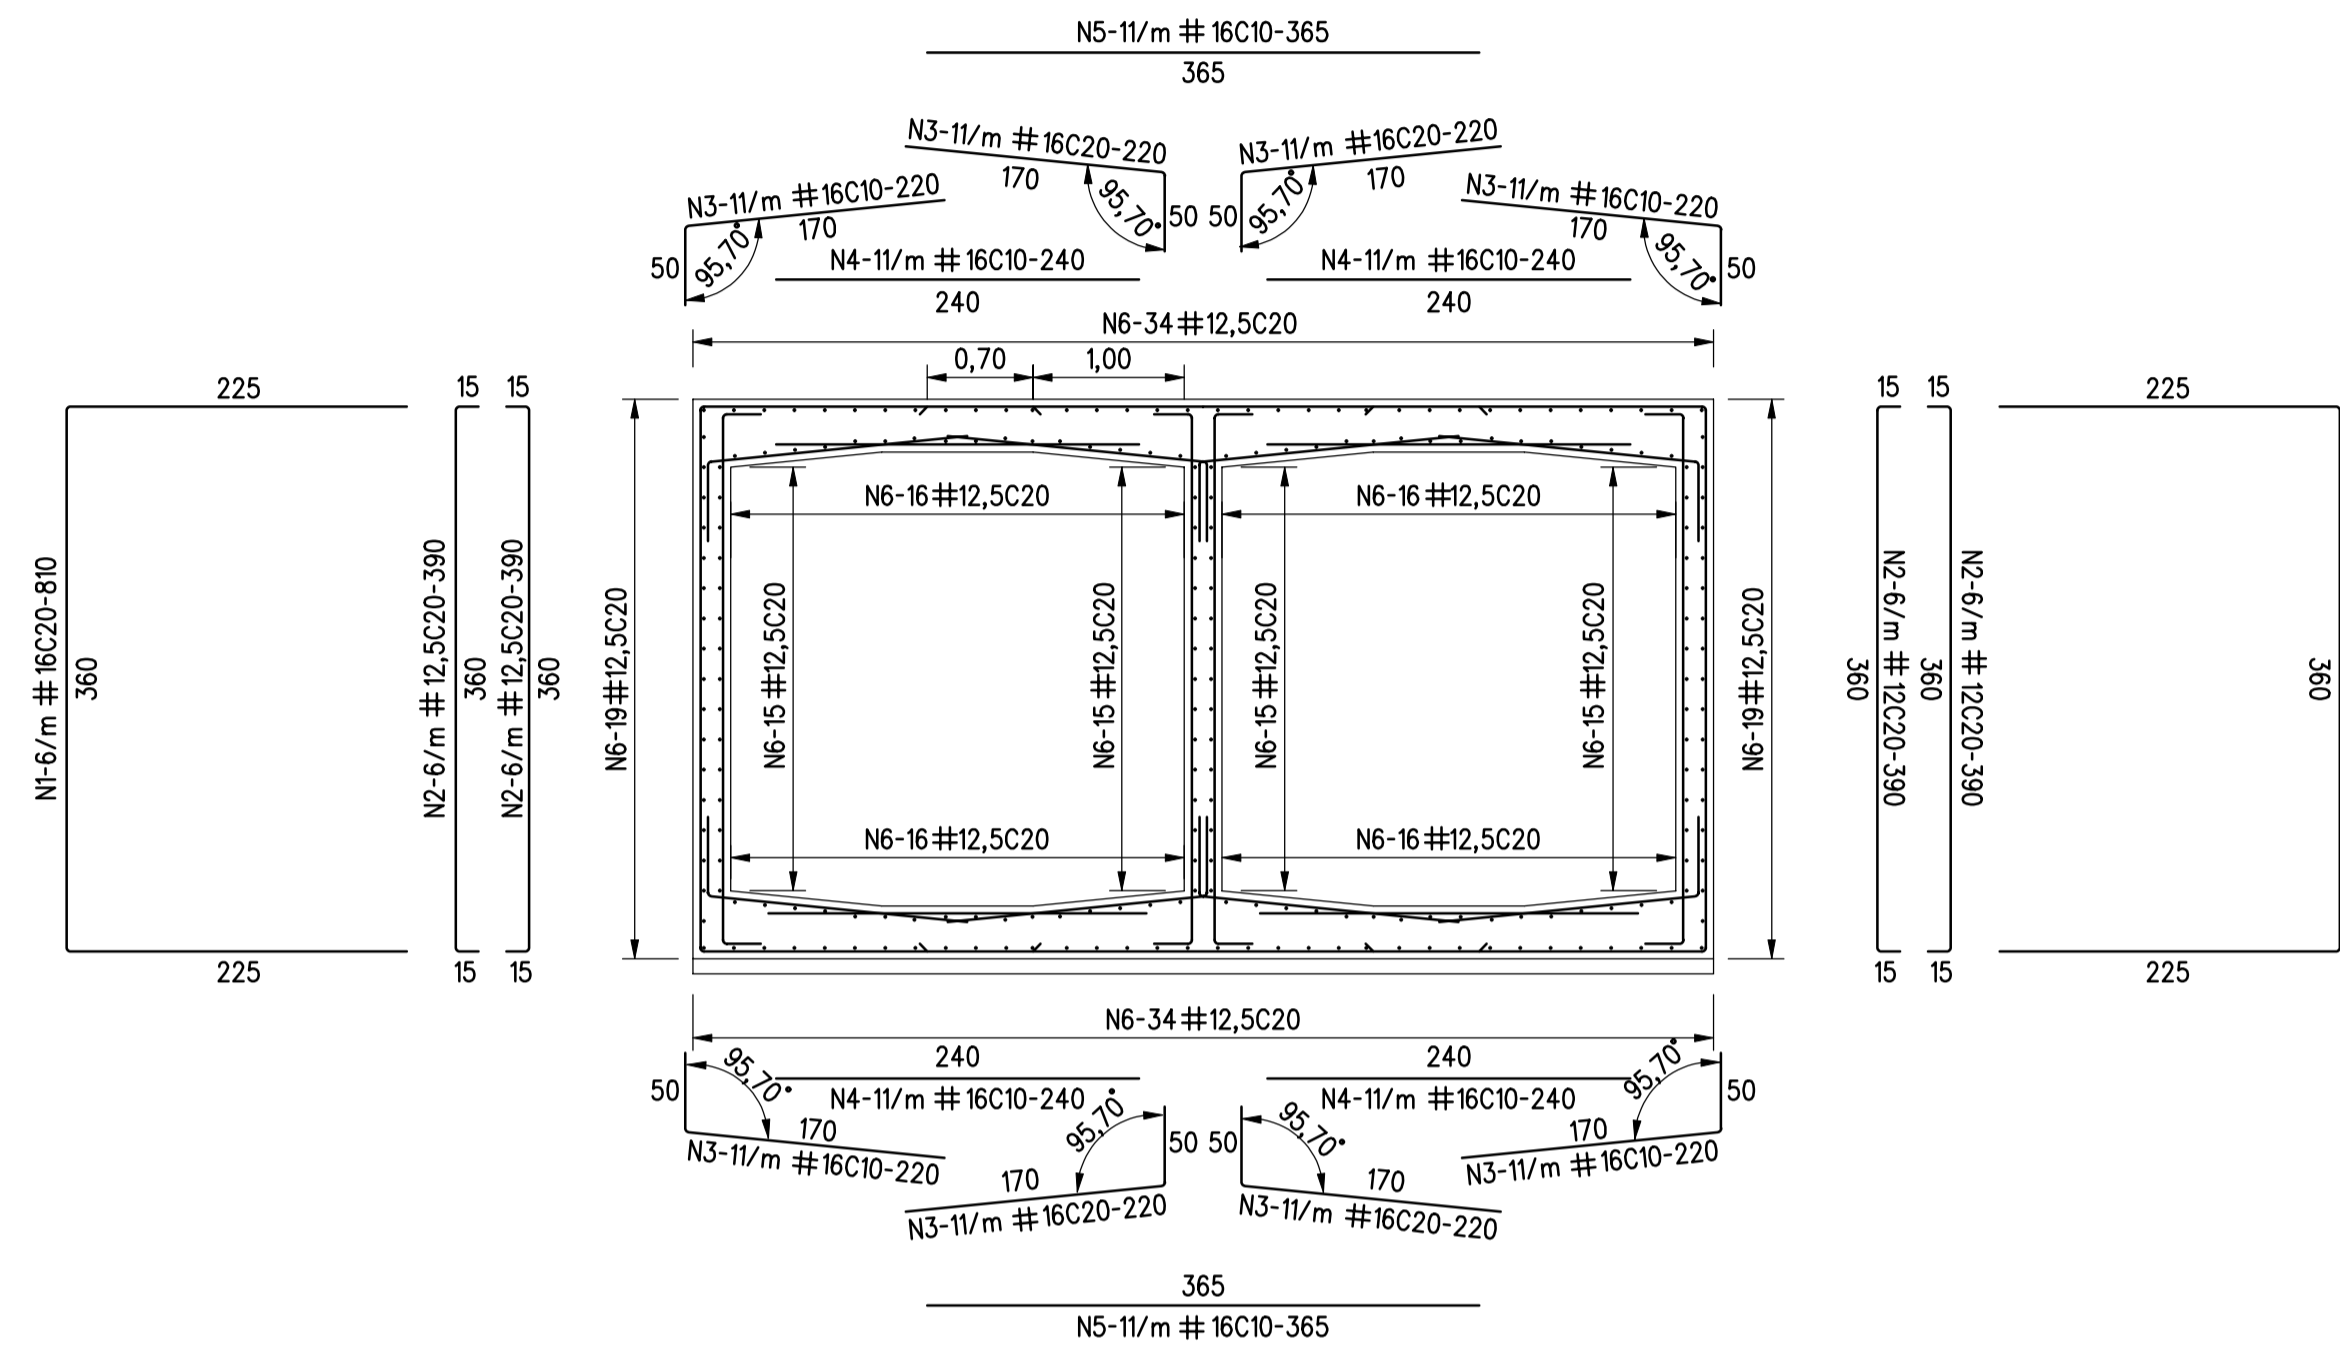 N5-11/m # 16C10-365
365
N3-11/m #16C20-220
170
95,70°
50
N3-11/m #16C20-220
170
95,70°
50
N3-11/m #16C10-220
170
95,70°
50
N3-11/m #16C10-220
170
95,70°
50
N4-11/m #16C10-240
240
N4-11/m #16C10-240
240
N6-34#12,5C20
0,70
1,00
225
15
15
15
15
225
N1-6/m #16C20-810
360
N2-6/m #12,5C20-390
360
N2-6/m #12,5C20-390
360
N6-19#12,5C20
N6-16#12,5C20
N6-16#12,5C20
N6-15#12,5C20
N6-15#12,5C20
N6-15#12,5C20
N6-15#12,5C20
N6-16#12,5C20
N6-16#12,5C20
N6-19#12,5C20
360
N2-6/m #12C20-390
360
N2-6/m #12C20-390
360
225
15
15
15
15
225
N6-34#12,5C20
240
N4-11/m #16C10-240
240
N4-11/m #16C10-240
50
95,70°
170
N3-11/m #16C10-220
95,70°
50
170
N3-11/m #16C20-220
50
95,70°
170
N3-11/m #16C20-220
95,70°
50
170
N3-11/m #16C10-220
365
N5-11/m # 16C10-365